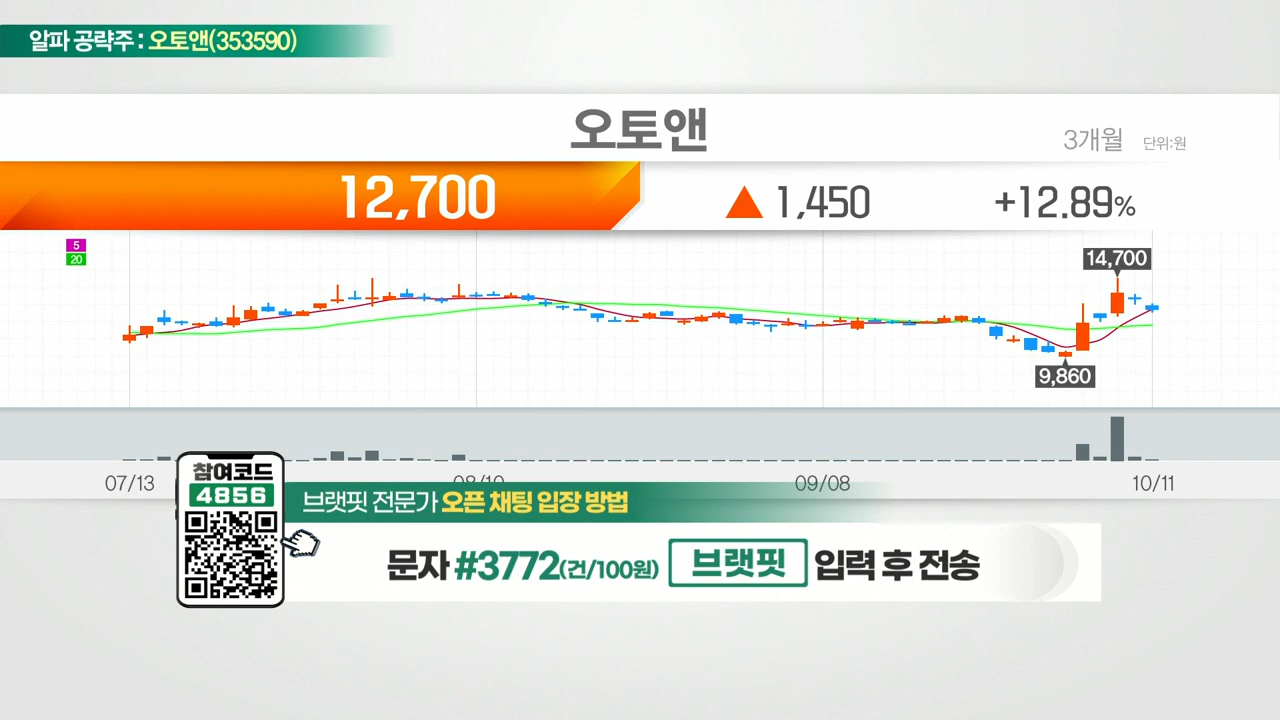 알파 공략주 : 오토앤(353590)
오토앤
3개월 단위:원
12,700 ▲ 1,450 +12.89%
5
20
14,700
9,860
07/13 08/10 09/08 10/11
참여코드
4856
브랫핏 전문가 오픈 채팅 입장 방법
문자 #3772(건/100원) 브랫핏 입력 후 전송